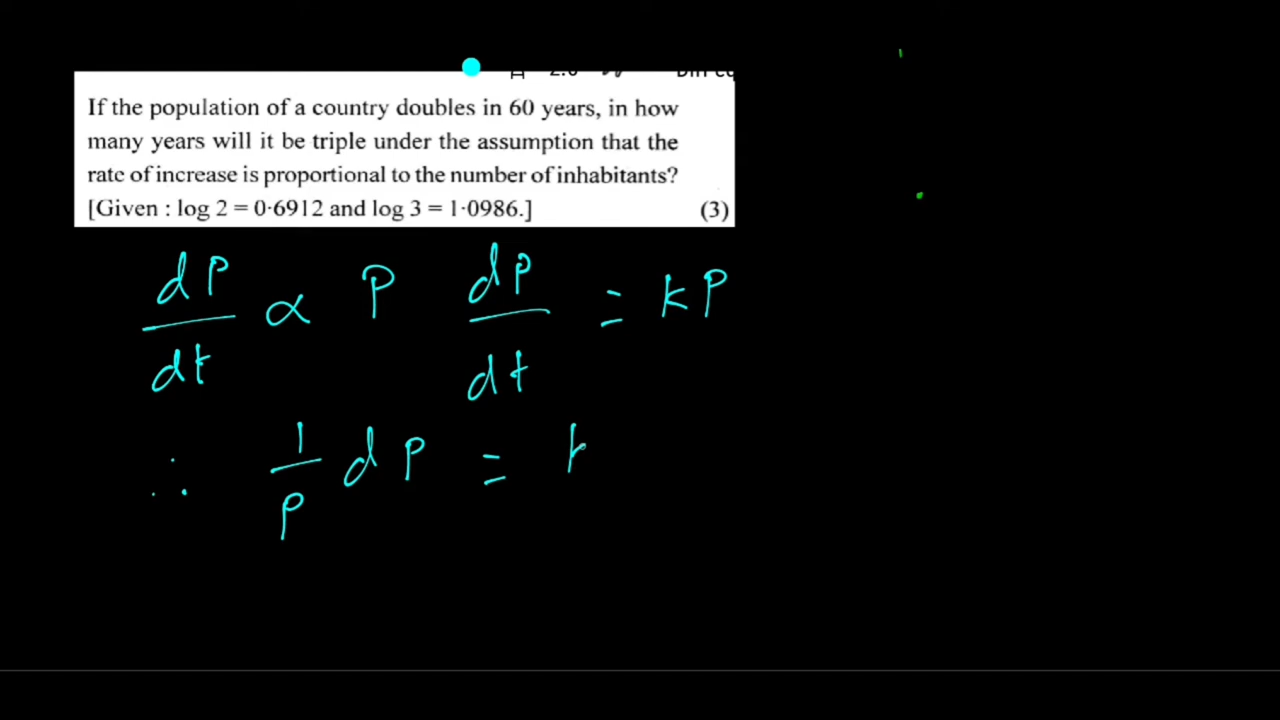 If the population of a country doubles in 60 years, in how
many years will it be triple under the assumption that the
rate of increase is proportional to the number of inhabitants?
[Given : log 2 = 0·6912 and log 3 = 1·0986.] (3)
dP/dt ∝ P dP/dt = kP
∴ 1/P dP =